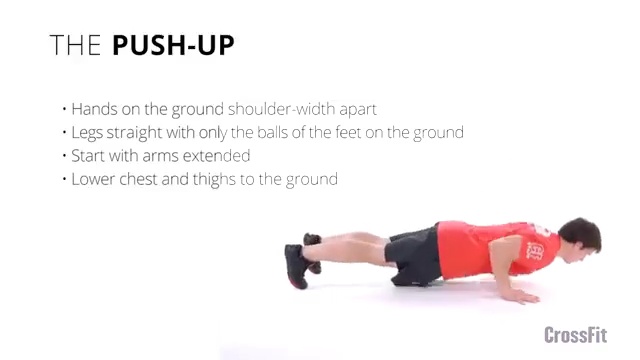 THE PUSH-UP
• Hands on the ground shoulder-width apart
• Legs straight with only the balls of the feet on the ground
• Start with arms extended
• Lower chest and thighs to the ground
CrossFit